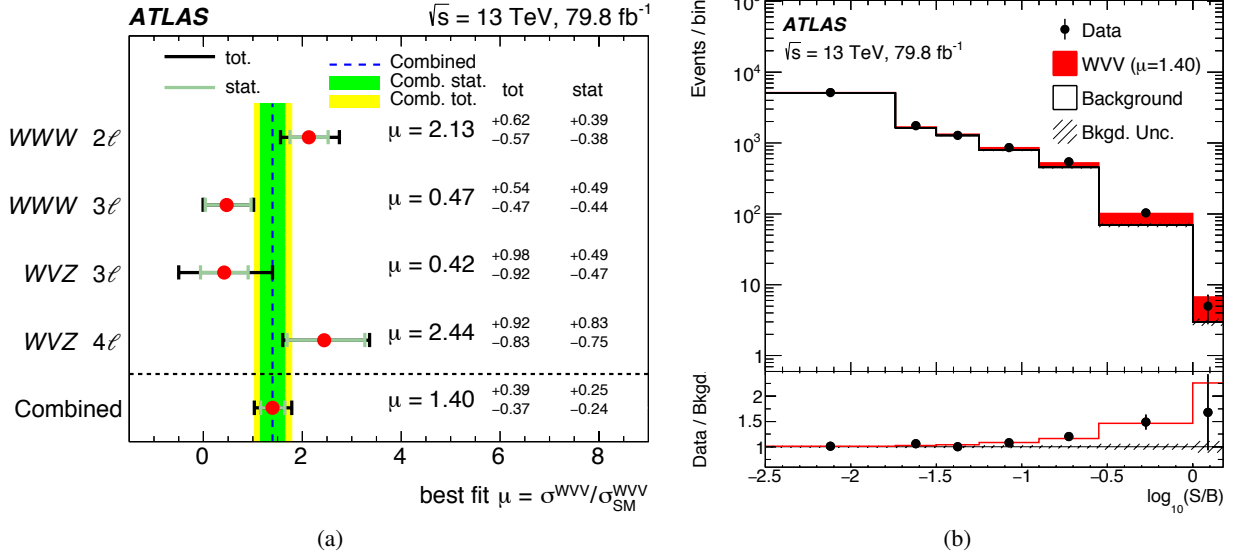 ATLAS √s = 13 TeV, 79.8 fb⁻¹
tot.
stat.
Combined
Comb. stat.
Comb. tot.
tot stat
WWW 2ℓ μ = 2.13 +0.62 −0.57 +0.39 −0.38
WWW 3ℓ μ = 0.47 +0.54 −0.47 +0.49 −0.44
WVZ 3ℓ μ = 0.42 +0.98 −0.92 +0.49 −0.47
WVZ 4ℓ μ = 2.44 +0.92 −0.83 +0.83 −0.75
Combined μ = 1.40 +0.39 −0.37 +0.25 −0.24
0 2 4 6 8
best fit μ = σ^WVV/σ_SM^WVV
(a)
Events / bin
ATLAS
√s = 13 TeV, 79.8 fb⁻¹
Data
WVV (μ=1.40)
Background
Bkgd. Unc.
10⁵
10⁴
10³
10²
10
1
Data / Bkgd.
2
1.5
1
−2.5 −2 −1.5 −1 −0.5 0
log₁₀(S/B)
(b)